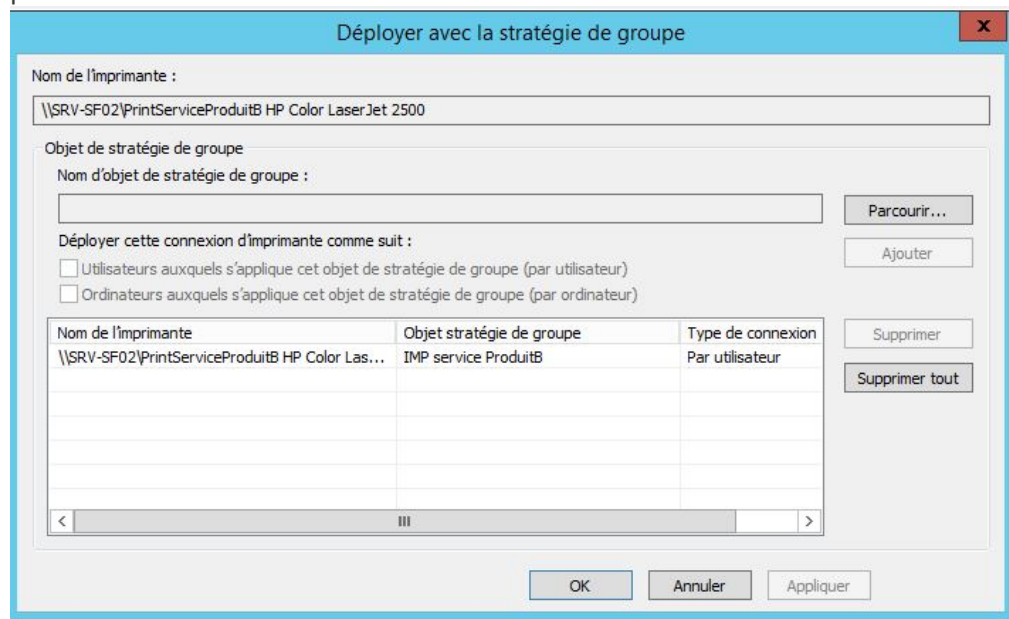 Déployer avec la stratégie de groupe
x
Nom de l'imprimante :
\\SRV-SF02\PrintServiceProduitB HP Color LaserJet 2500
Objet de stratégie de groupe
Nom d'objet de stratégie de groupe :
Parcourir...
Déployer cette connexion d'imprimante comme suit :
Ajouter
Utilisateurs auxquels s'applique cet objet de stratégie de groupe (par utilisateur)
Ordinateurs auxquels s'applique cet objet de stratégie de groupe (par ordinateur)
Nom de l'imprimante Objet stratégie de groupe Type de connexion
Supprimer
\\SRV-SF02\PrintServiceProduitB HP Color Las... IMP service ProduitB Par utilisateur
Supprimer tout
OK Annuler Appliquer